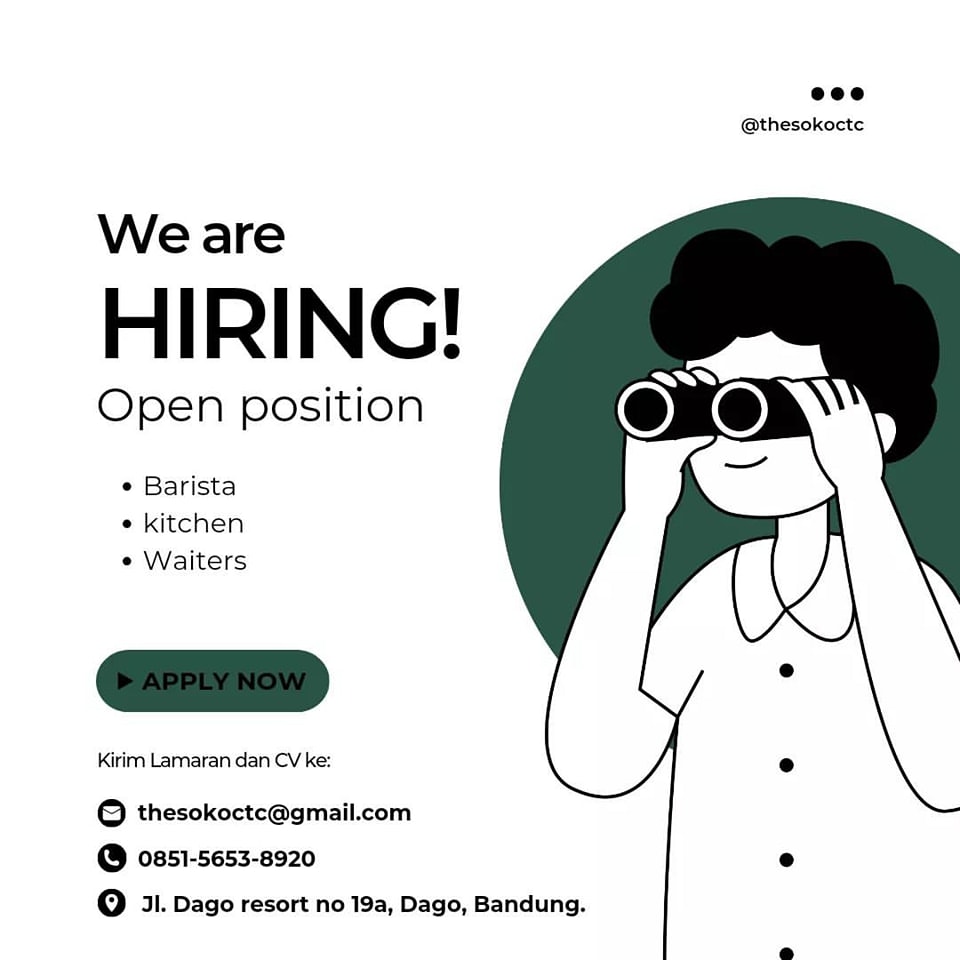 @thesokoctc
We are
HIRING!
Open position
• Barista
• kitchen
• Waiters
APPLY NOW
Kirim Lamaran dan CV ke:
thesokoctc@gmail.com
0851-5653-8920
Jl. Dago resort no 19a, Dago, Bandung.